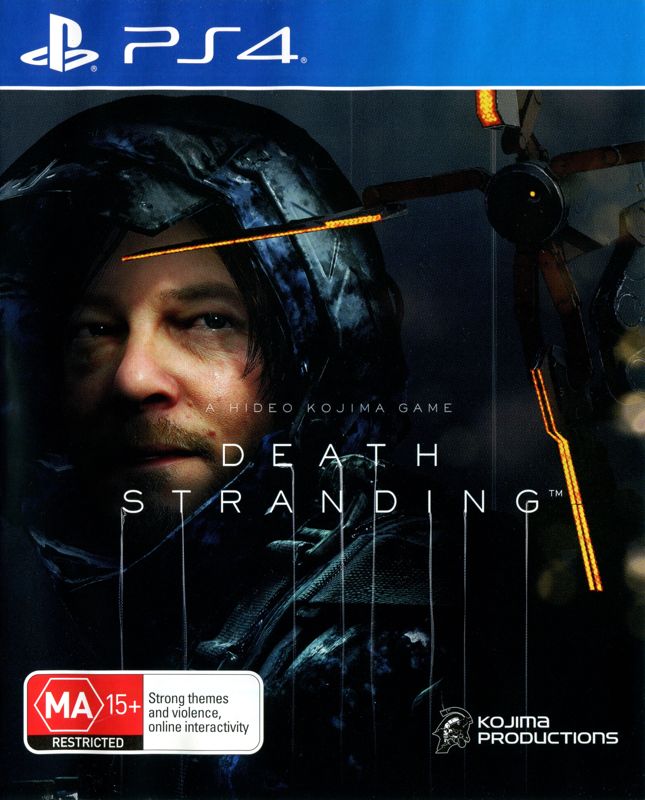 PS4
A HIDEO KOJIMA GAME
DEATH
STRANDING™
MA 15+
RESTRICTED
Strong themes
and violence,
online interactivity
KOJIMA
PRODUCTIONS